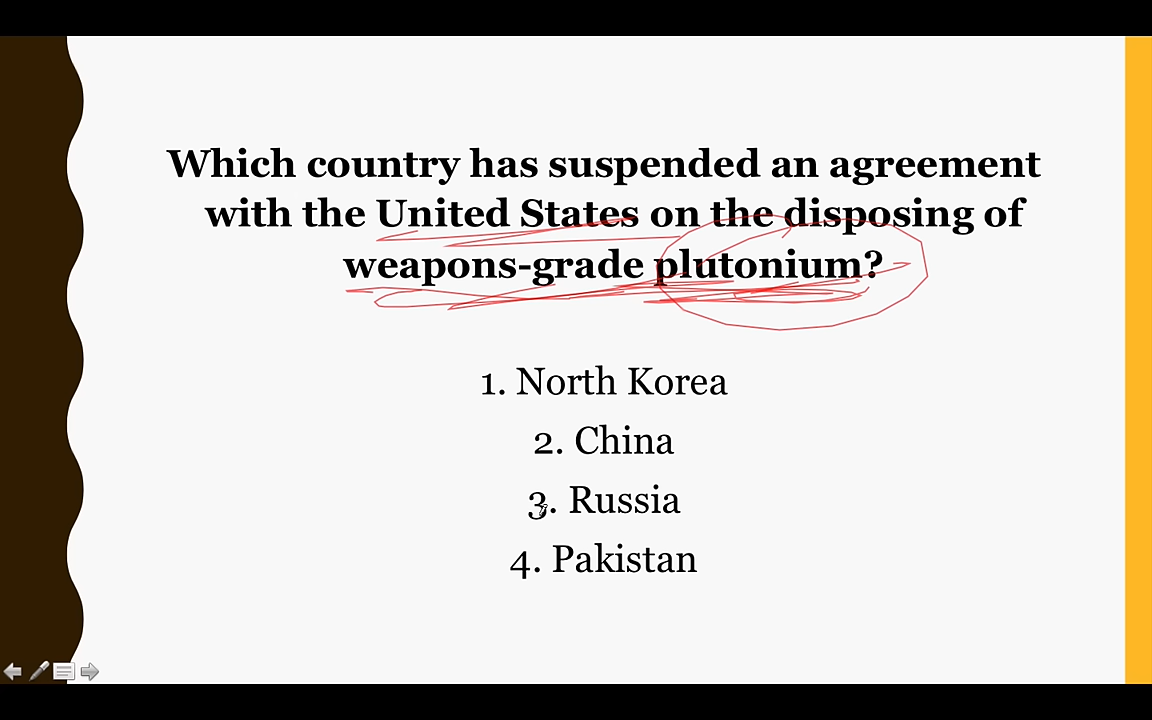 Which country has suspended an agreement
with the United States on the disposing of
weapons-grade plutonium?
1. North Korea
2. China
3. Russia
4. Pakistan